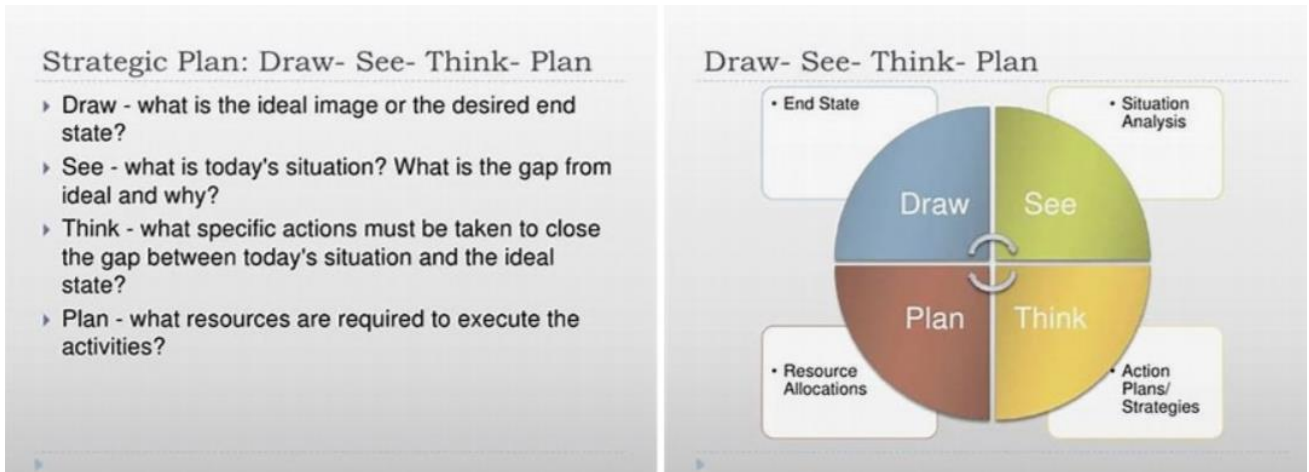 Strategic Plan: Draw- See- Think- Plan
Draw - what is the ideal image or the desired end
state?
See - what is today's situation? What is the gap from
ideal and why?
Think - what specific actions must be taken to close
the gap between today's situation and the ideal
state?
Plan - what resources are required to execute the
activities?
Draw- See- Think- Plan
• End State
• Situation
Analysis
Draw
See
Plan
Think
• Resource
Allocations
• Action
Plans/
Strategies